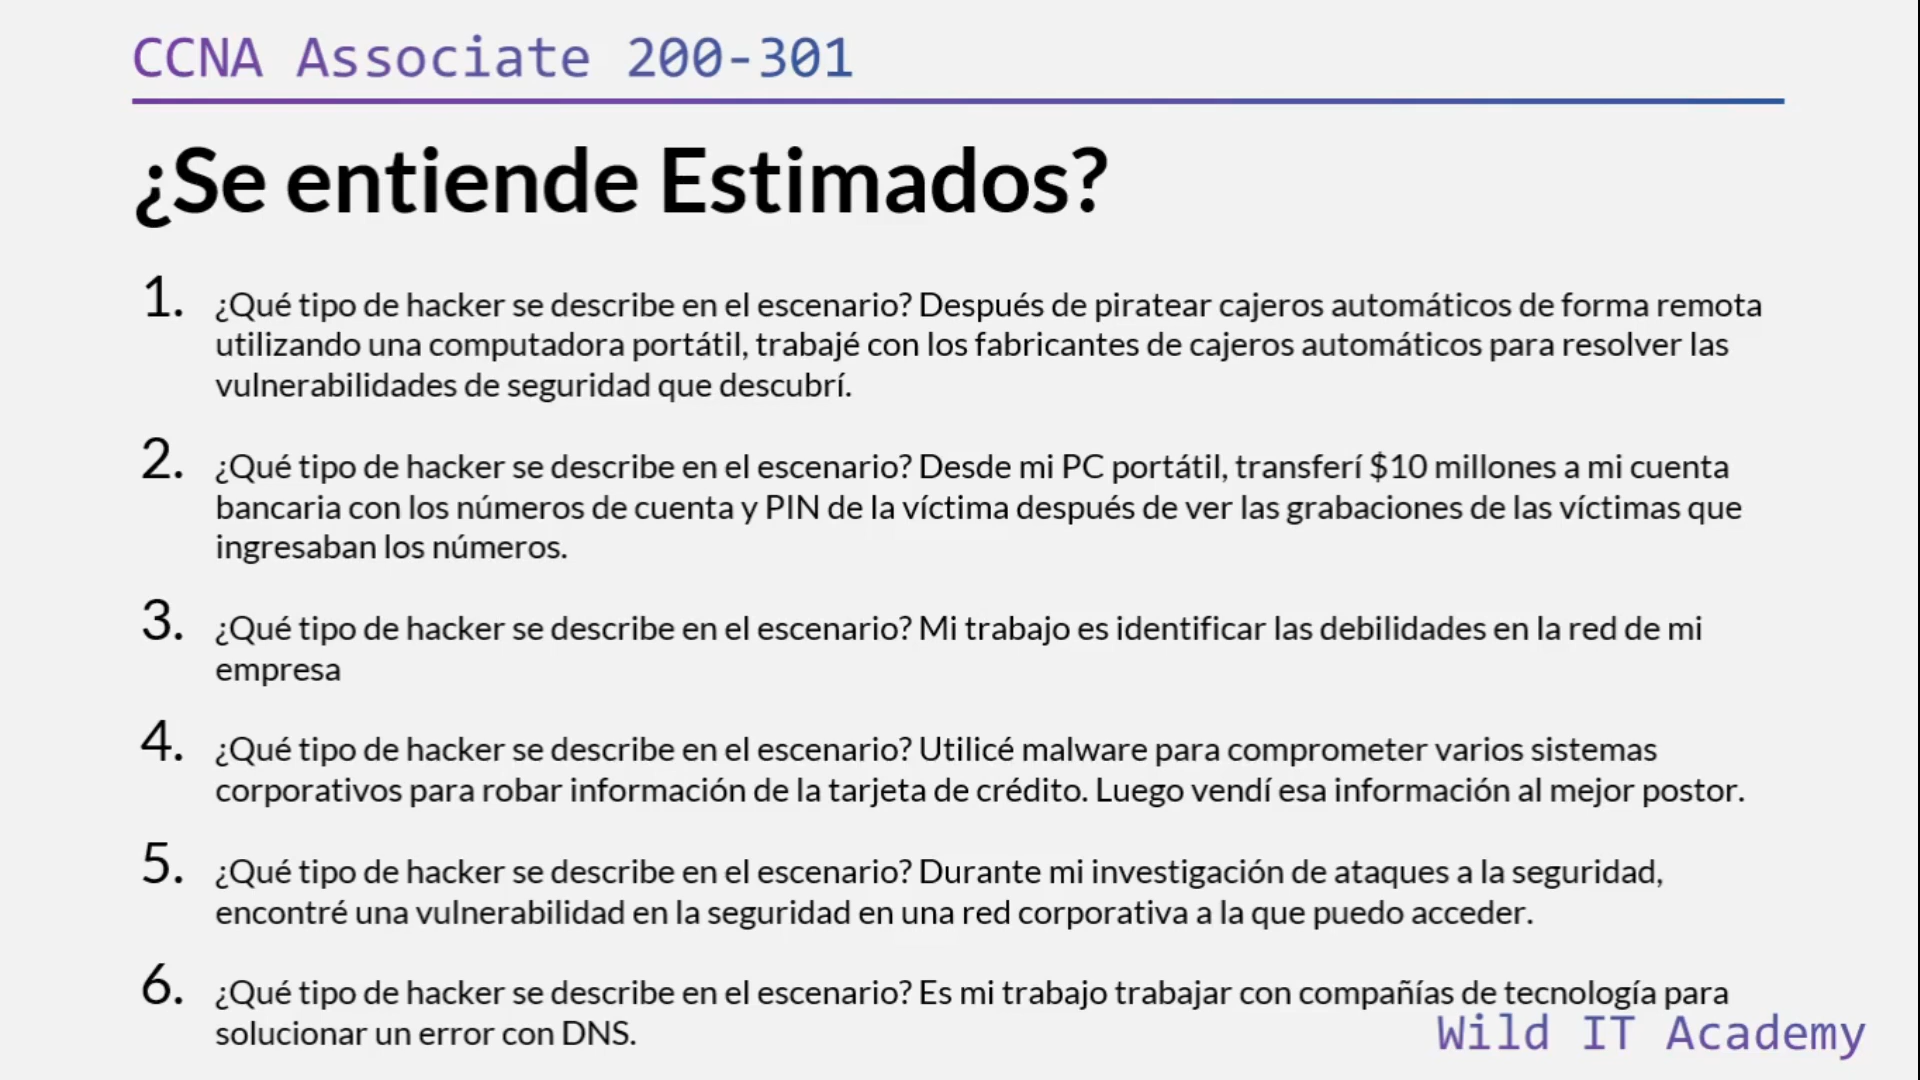 CCNA Associate 200-301
¿Se entiende Estimados?
1. ¿Qué tipo de hacker se describe en el escenario? Después de piratear cajeros automáticos de forma remota
utilizando una computadora portátil, trabajé con los fabricantes de cajeros automáticos para resolver las
vulnerabilidades de seguridad que descubrí.
2. ¿Qué tipo de hacker se describe en el escenario? Desde mi PC portátil, transferí $10 millones a mi cuenta
bancaria con los números de cuenta y PIN de la víctima después de ver las grabaciones de las víctimas que
ingresaban los números.
3. ¿Qué tipo de hacker se describe en el escenario? Mi trabajo es identificar las debilidades en la red de mi
empresa
4. ¿Qué tipo de hacker se describe en el escenario? Utilicé malware para comprometer varios sistemas
corporativos para robar información de la tarjeta de crédito. Luego vendí esa información al mejor postor.
5. ¿Qué tipo de hacker se describe en el escenario? Durante mi investigación de ataques a la seguridad,
encontré una vulnerabilidad en la seguridad en una red corporativa a la que puedo acceder.
6. ¿Qué tipo de hacker se describe en el escenario? Es mi trabajo trabajar con compañías de tecnología para
solucionar un error con DNS.
Wild IT Academy